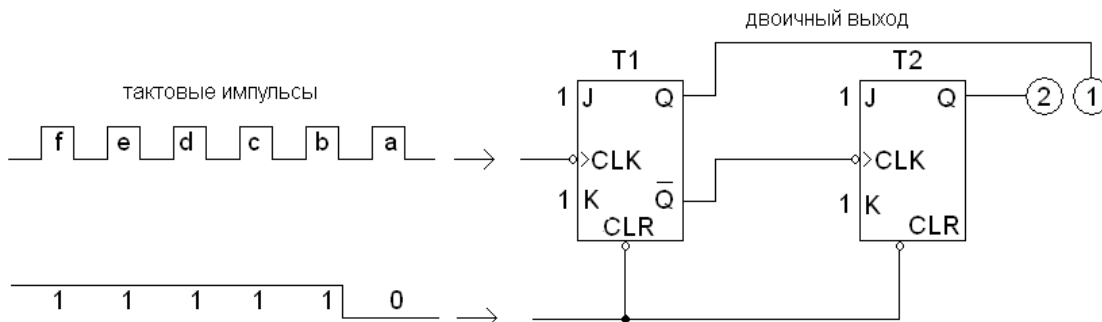 двоичный выход
T1
T2
тактовые импульсы
1 J Q
1 J Q
2
1
f e d c b a
CLK
CLK
1 K Q̅
1 K
CLR
CLR
1 1 1 1 1 0